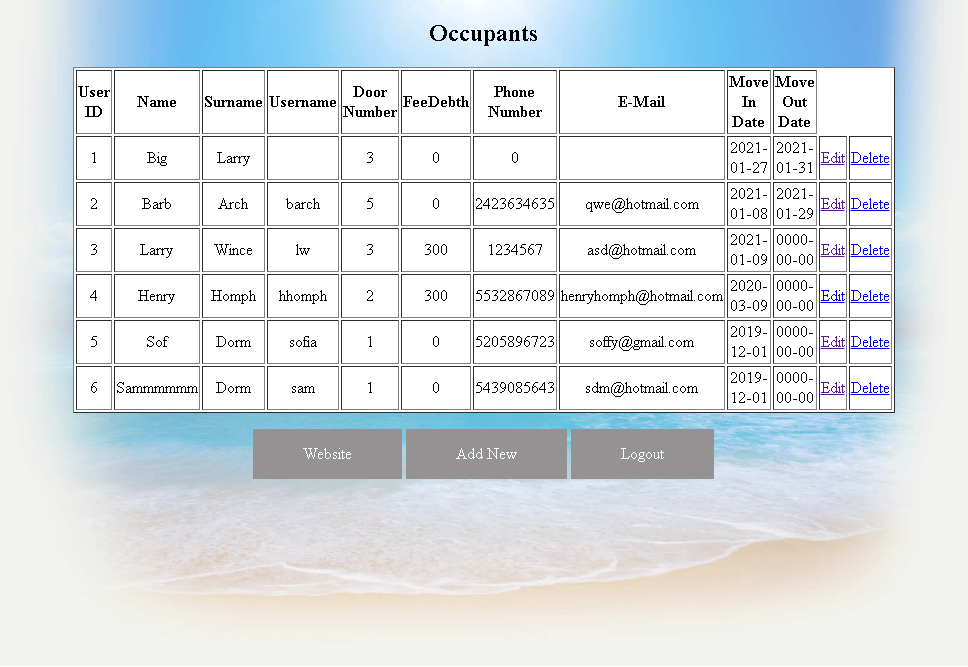 Occupants
User ID Name Surname Username Door Number FeeDebth Phone Number E-Mail Move In Date Move Out Date
1 Big Larry 3 0 0 2021-01-27 2021-01-31 Edit Delete
2 Barb Arch barch 5 0 2423634635 qwe@hotmail.com 2021-01-08 2021-01-29 Edit Delete
3 Larry Wince lw 3 300 1234567 asd@hotmail.com 2021-01-09 0000-00-00 Edit Delete
4 Henry Homph hhomph 2 300 5532867089 henryhomph@hotmail.com 2020-03-09 0000-00-00 Edit Delete
5 Sof Dorm sofia 1 0 5205896723 soffy@gmail.com 2019-12-01 0000-00-00 Edit Delete
6 Sammmmmm Dorm sam 1 0 5439085643 sdm@hotmail.com 2019-12-01 0000-00-00 Edit Delete
Website Add New Logout